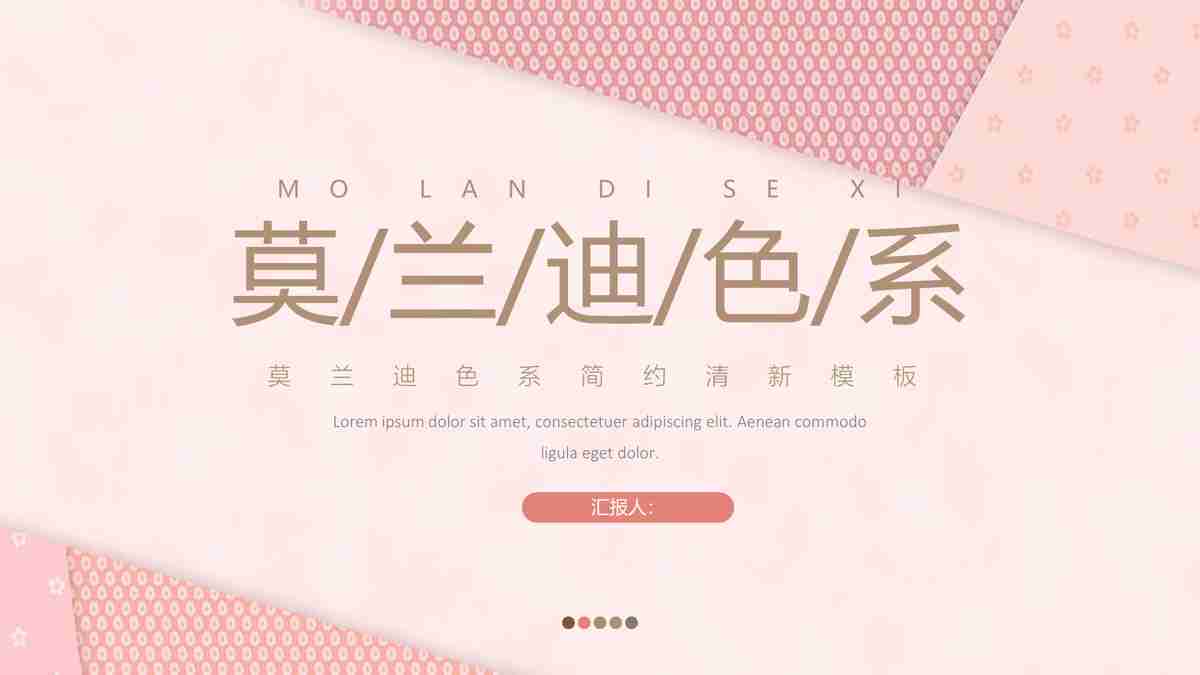 MO LAN DI SE XI
莫/兰/迪/色/系
莫兰迪色系简约清新模板
Lorem ipsum dolor sit amet, consectetuer adipiscing elit. Aenean commodo
ligula eget dolor.
汇报人：